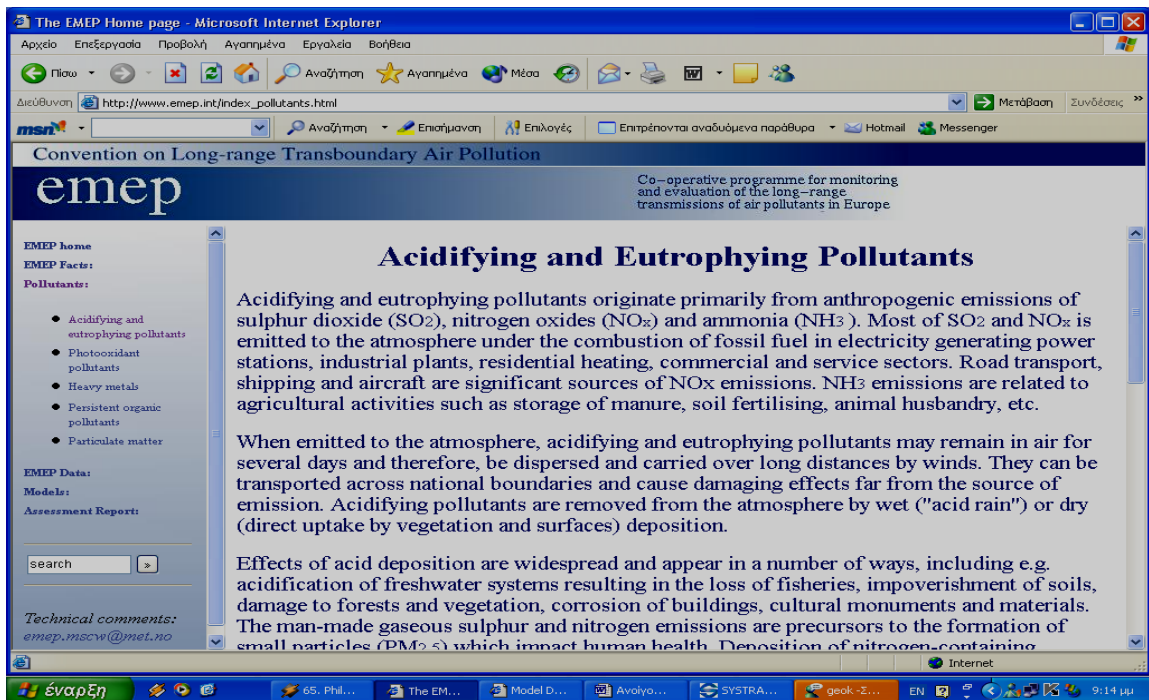 The EMEP Home page - Microsoft Internet Explorer
Αρχείο Επεξεργασία Προβολή Αγαπημένα Εργαλεία Βοήθεια
Πίσω Αναζήτηση Αγαπημένα Μέσα
Διεύθυνση http://www.emep.int/index_pollutants.html Μετάβαση Συνδέσεις »
msn Αναζήτηση Επισήμανση Επιλογές Επιτρέπονται αναδυόμενα παράθυρα Hotmail Messenger
Convention on Long-range Transboundary Air Pollution
emep
Co-operative programme for monitoring
and evaluation of the long-range
transmissions of air pollutants in Europe
EMEP home
EMEP Facts:
Pollutants:
Acidifying and
eutrophying pollutants
Photooxidant
pollutants
Heavy metals
Persistent organic
pollutants
Particulate matter
EMEP Data:
Models:
Assessment Report:
search »
Technical comments:
emep.mscw@met.no
Acidifying and Eutrophying Pollutants
Acidifying and eutrophying pollutants originate primarily from anthropogenic emissions of
sulphur dioxide (SO2), nitrogen oxides (NOx) and ammonia (NH3 ). Most of SO2 and NOx is
emitted to the atmosphere under the combustion of fossil fuel in electricity generating power
stations, industrial plants, residential heating, commercial and service sectors. Road transport,
shipping and aircraft are significant sources of NOx emissions. NH3 emissions are related to
agricultural activities such as storage of manure, soil fertilising, animal husbandry, etc.
When emitted to the atmosphere, acidifying and eutrophying pollutants may remain in air for
several days and therefore, be dispersed and carried over long distances by winds. They can be
transported across national boundaries and cause damaging effects far from the source of
emission. Acidifying pollutants are removed from the atmosphere by wet ("acid rain") or dry
(direct uptake by vegetation and surfaces) deposition.
Effects of acid deposition are widespread and appear in a number of ways, including e.g.
acidification of freshwater systems resulting in the loss of fisheries, impoverishment of soils,
damage to forests and vegetation, corrosion of buildings, cultural monuments and materials.
The man-made gaseous sulphur and nitrogen emissions are precursors to the formation of
small particles (PM2.5) which impact human health. Deposition of nitrogen-containing
Internet
έναρξη 65. Phil... The EM... Model D... Ανοίγο... SYSTRA... geok -Σ... EN 9:14 μμ